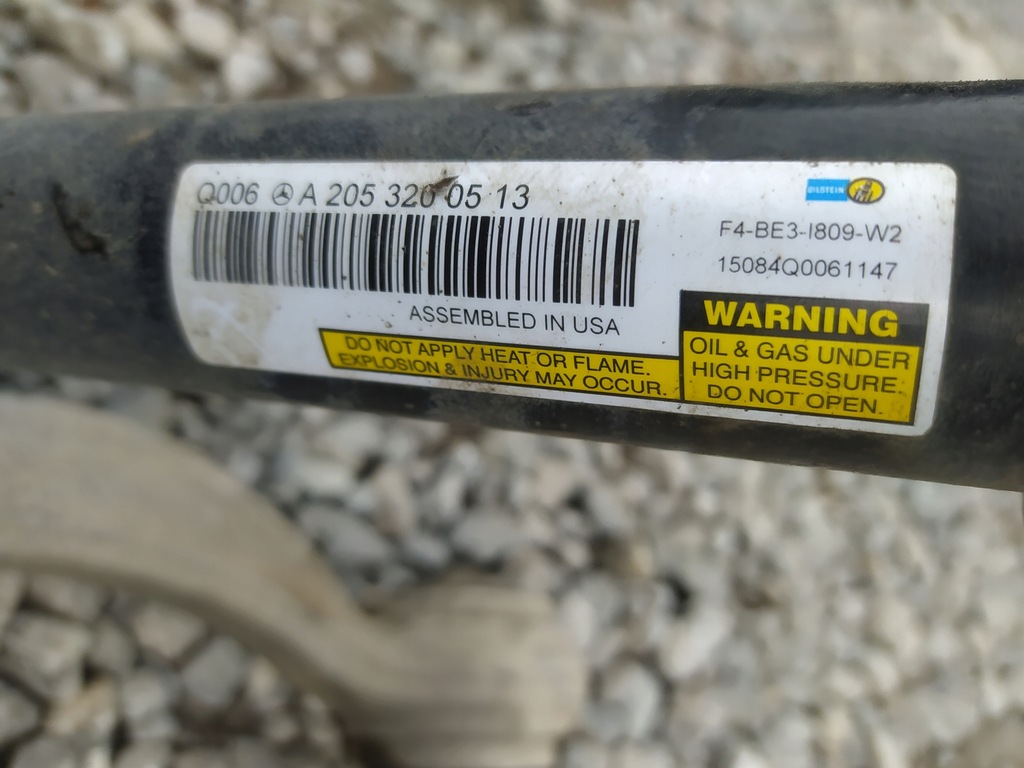 Q006 A 205 320 05 13
BILSTEIN
F4-BE3-I809-W2
15084Q0061147
ASSEMBLED IN USA
DO NOT APPLY HEAT OR FLAME.
EXPLOSION & INJURY MAY OCCUR.
WARNING
OIL & GAS UNDER
HIGH PRESSURE.
DO NOT OPEN.